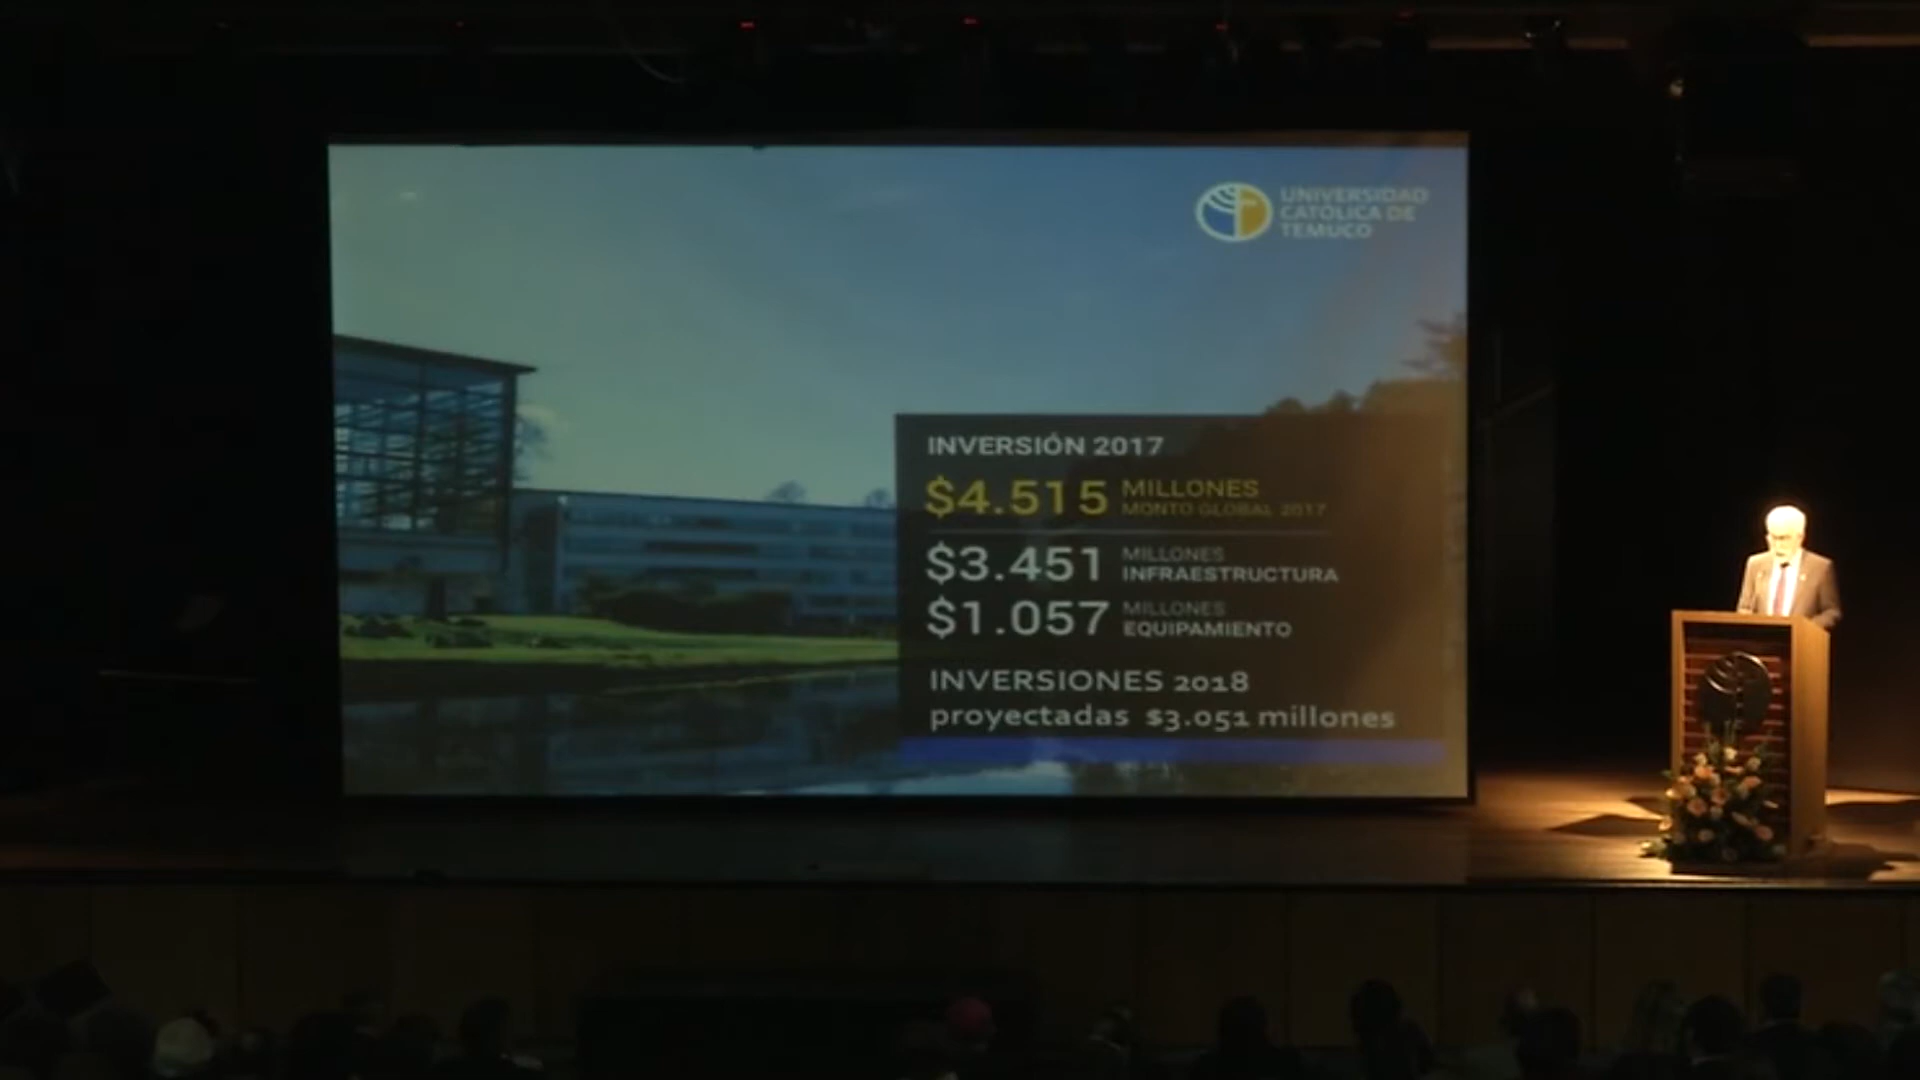 UNIVERSIDAD
CATÓLICA DE
TEMUCO
INVERSIÓN 2017
$4.515 MILLONES
MONTO GLOBAL 2017
$3.451 MILLONES
INFRAESTRUCTURA
$1.057 MILLONES
EQUIPAMIENTO
INVERSIONES 2018
proyectadas $3.051 millones